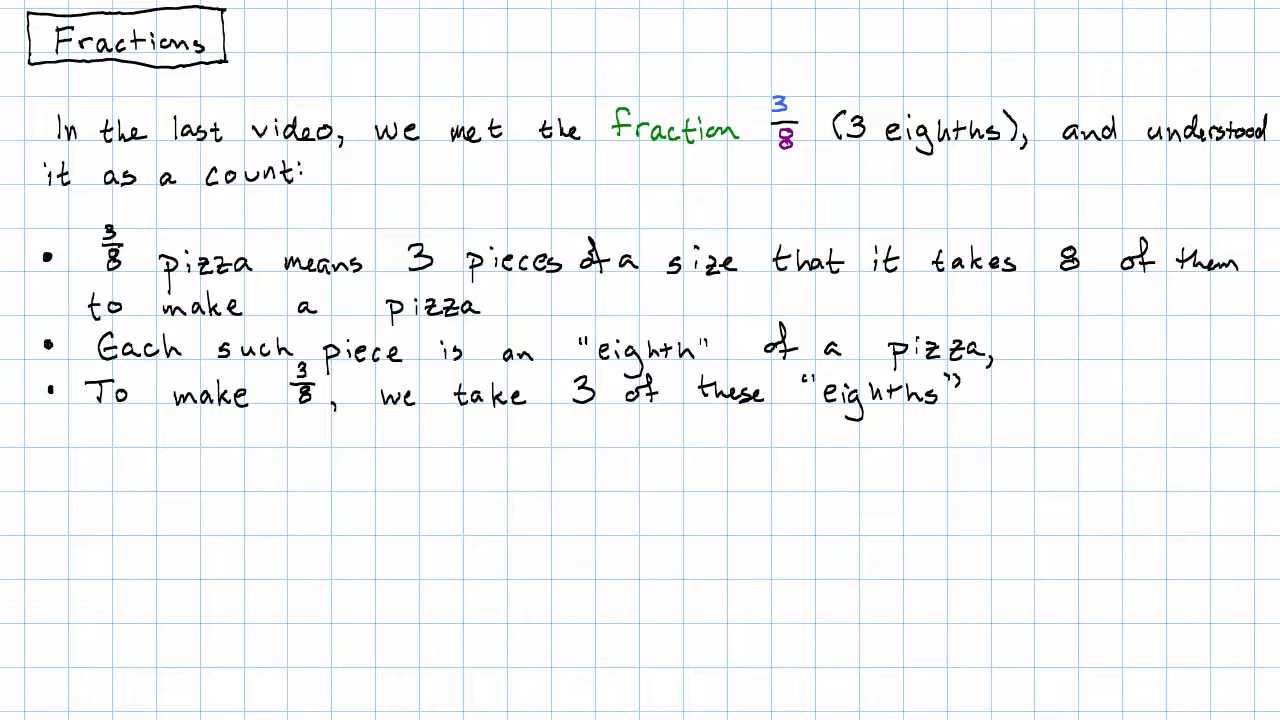 Fractions
In the last video, we met the fraction 3/8 (3 eighths), and understood
it as a count:
• 3/8 pizza means 3 pieces of a size that it takes 8 of them
to make a pizza
• Each such piece is an "eighth" of a pizza,
• To make 3/8, we take 3 of these "eighths"